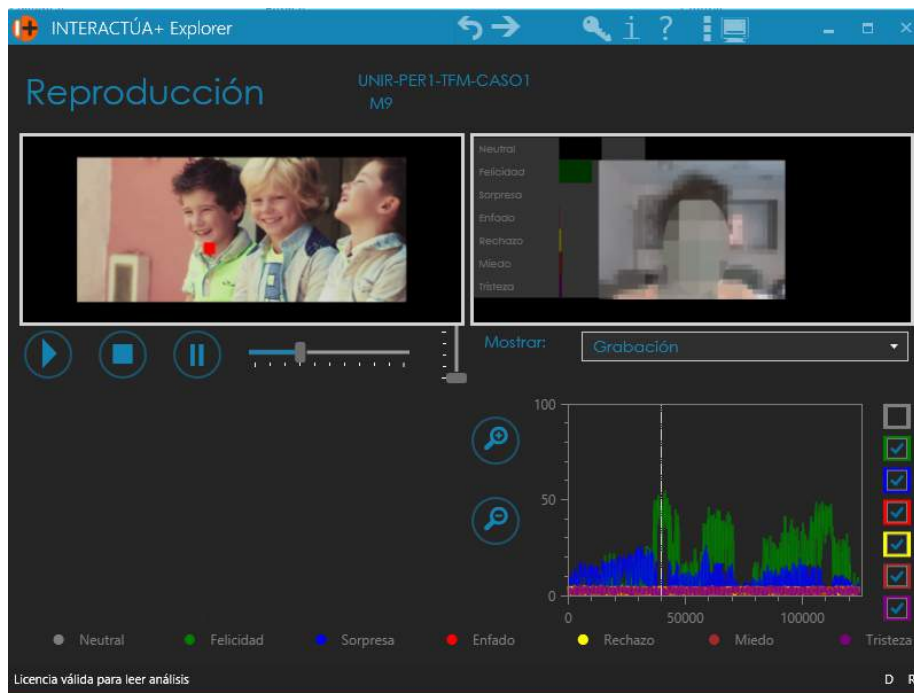 INTERACTÚA+ Explorer
Reproducción
UNIR-PER1-TFM-CASO1
M9
Neutral
Felicidad
Sorpresa
Enfado
Rechazo
Miedo
Tristeza
Mostrar:
Grabación
100
50
0
0 50000 100000
Neutral Felicidad Sorpresa Enfado Rechazo Miedo Tristeza
Licencia válida para leer análisis
D R